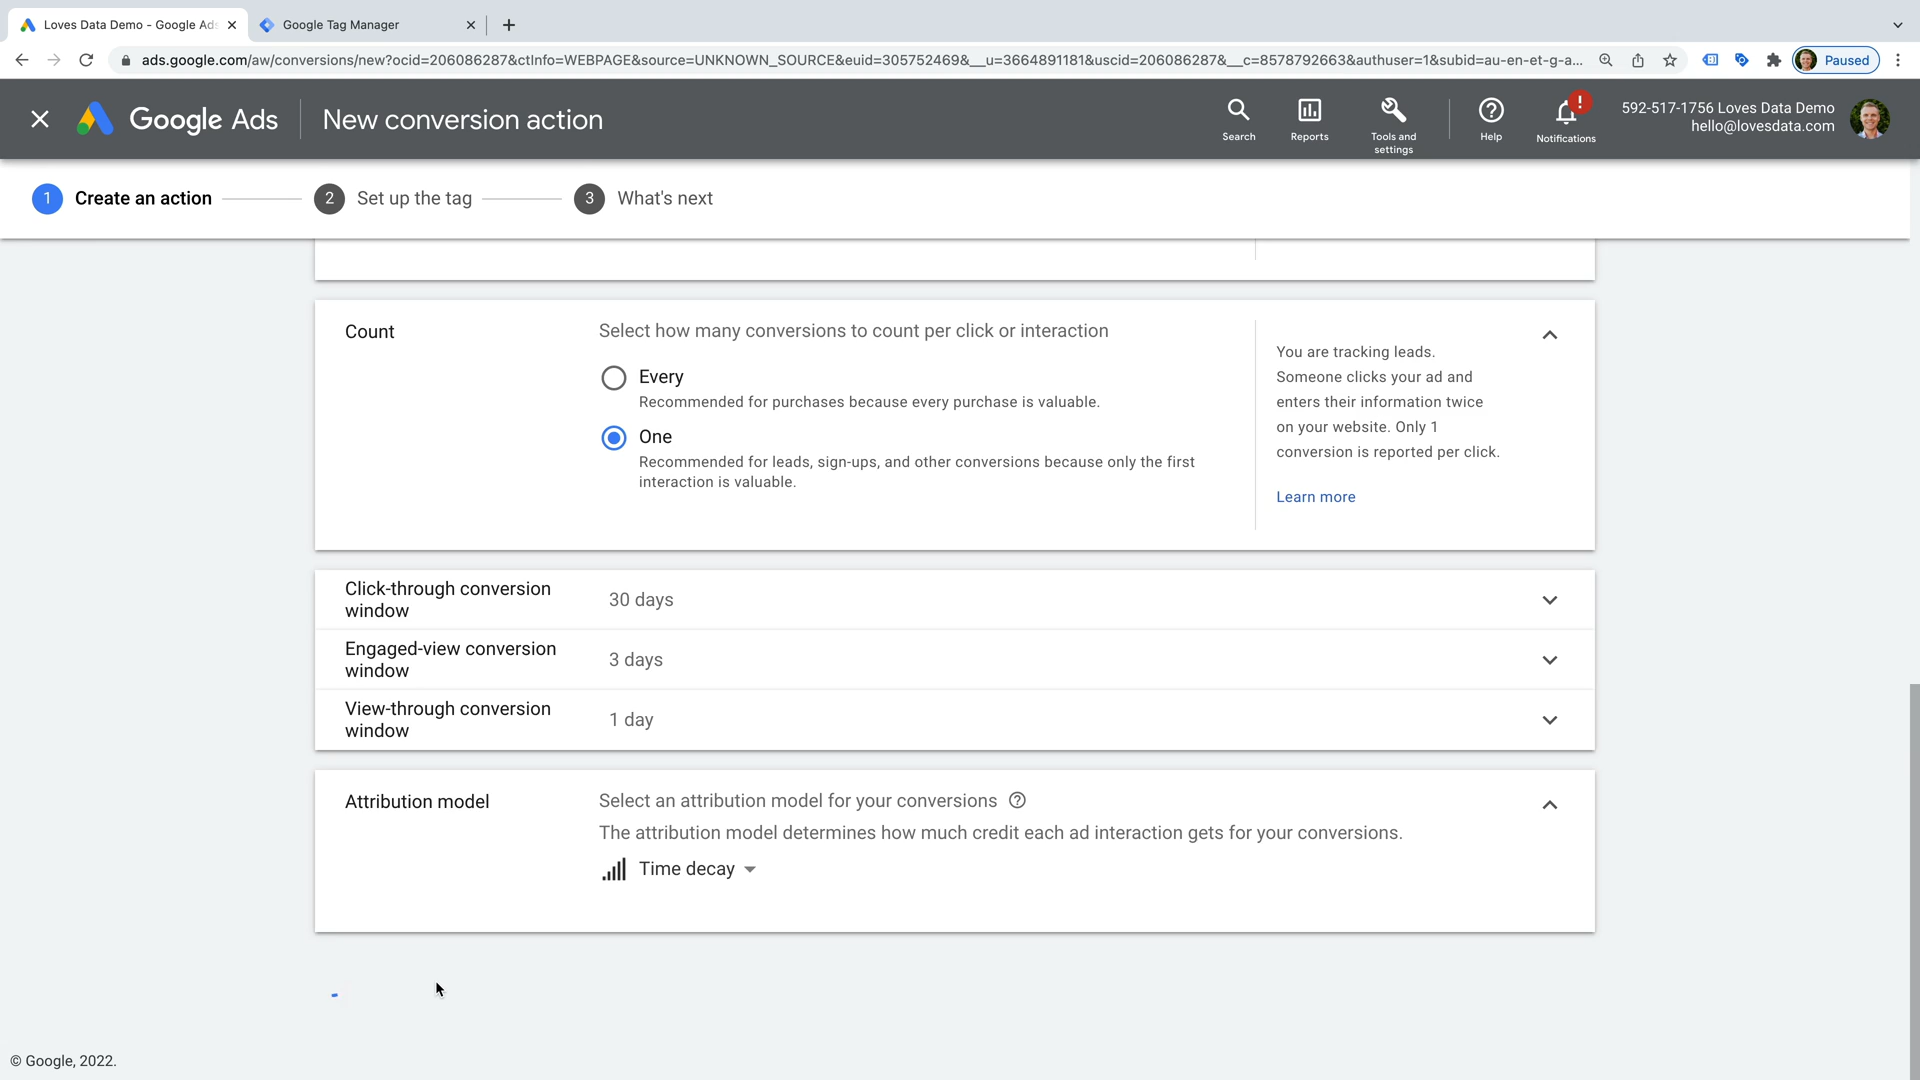 Loves Data Demo - Google Ads
Google Tag Manager
ads.google.com/aw/conversions/new?ocid=206086287&ctInfo=WEBPAGE&source=UNKNOWN_SOURCE&euid=305752469&__u=3664891181&uscid=206086287&__c=8578792663&authuser=1&subid=au-en-et-g-a...
Paused
Google Ads
New conversion action
Search
Reports
Tools and
settings
Help
!
Notifications
592-517-1756 Loves Data Demo
hello@lovesdata.com
1 Create an action
2 Set up the tag
3 What's next
Count
Select how many conversions to count per click or interaction
Every
Recommended for purchases because every purchase is valuable.
One
Recommended for leads, sign-ups, and other conversions because only the first
interaction is valuable.
You are tracking leads.
Someone clicks your ad and
enters their information twice
on your website. Only 1
conversion is reported per click.
Learn more
Click-through conversion
window
30 days
Engaged-view conversion
window
3 days
View-through conversion
window
1 day
Attribution model
Select an attribution model for your conversions
The attribution model determines how much credit each ad interaction gets for your conversions.
Time decay
© Google, 2022.